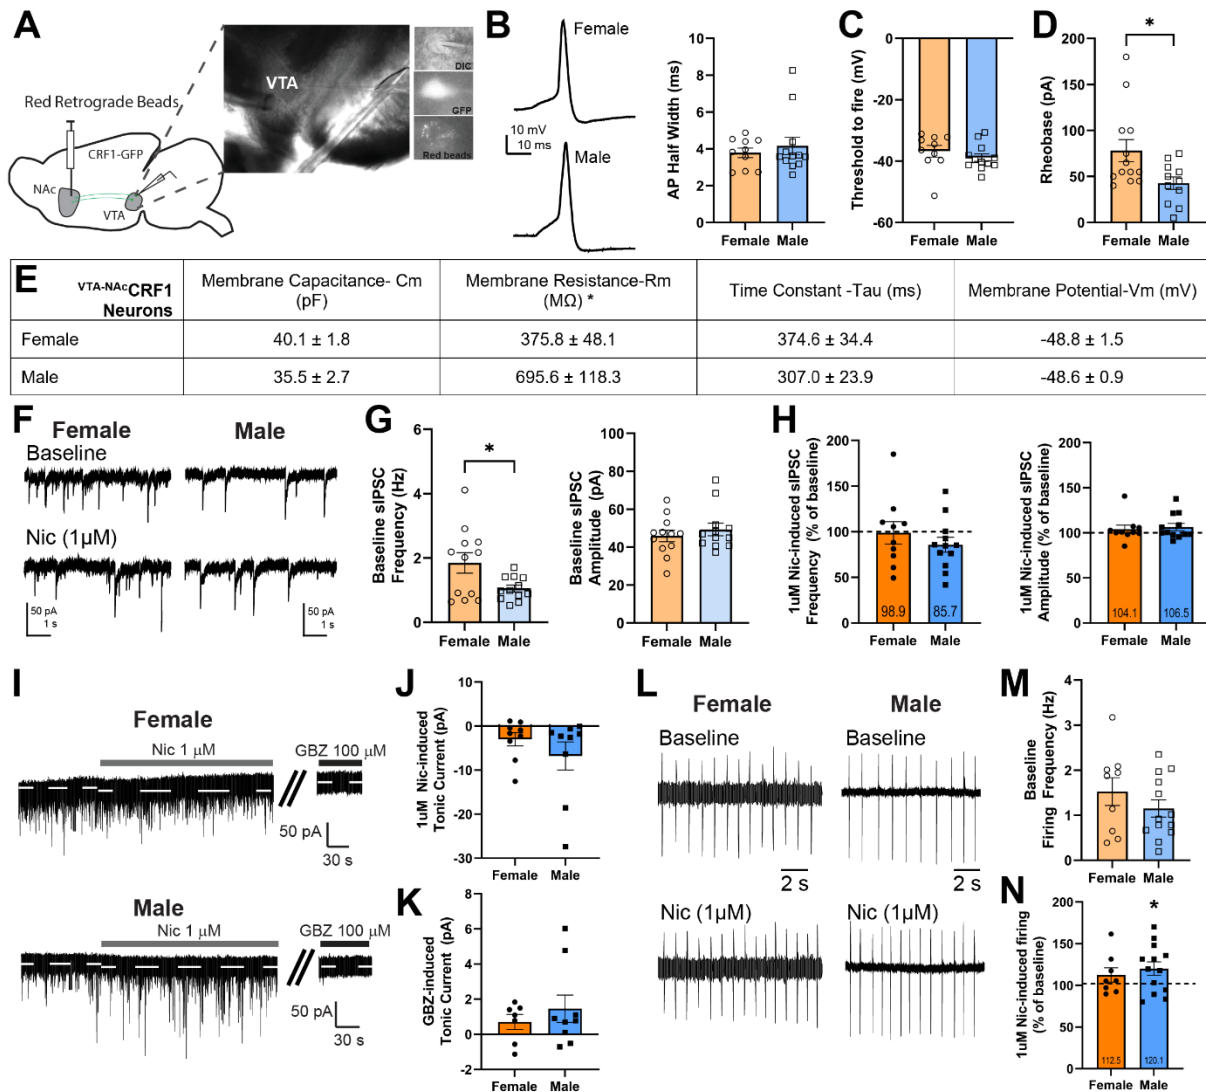 A
Red Retrograde Beads
CRF1-GFP
NAc
VTA
VTA
DIC
GFP
Red beads
B
Female
10 mV
10 ms
Male
AP Half Width (ms)
10
8
6
4
2
0
Female Male
C
Threshold to fire (mV)
0
-20
-40
-60
Female Male
D
Rheobase (pA)
200
150
100
50
0
*
Female Male
E
VTA-NAcCRF1 Neurons
Membrane Capacitance- Cm (pF)
Membrane Resistance-Rm (MΩ) *
Time Constant -Tau (ms)
Membrane Potential-Vm (mV)
Female 40.1 ± 1.8 375.8 ± 48.1 374.6 ± 34.4 -48.8 ± 1.5
Male 35.5 ± 2.7 695.6 ± 118.3 307.0 ± 23.9 -48.6 ± 0.9
F
Female Male
Baseline
Nic (1μM)
50 pA
1 s
50 pA
1 s
G
Baseline sIPSC
Frequency (Hz)
6
4
2
0
*
Female Male
Baseline sIPSC
Amplitude (pA)
100
80
60
40
20
0
Female Male
H
1uM Nic-induced sIPSC
Frequency (% of baseline)
200
150
100
50
0
98.9
85.7
Female Male
1uM Nic-induced sIPSC
Amplitude (% of baseline)
200
150
100
50
0
104.1
106.5
Female Male
I
Female
Nic 1 μM
GBZ 100 μM
50 pA
30 s
Male
Nic 1 μM
GBZ 100 μM
50 pA
30 s
J
1uM Nic-induced
Tonic Current (pA)
10
0
-10
-20
-30
Female Male
K
GBZ-induced
Tonic Current (pA)
8
6
4
2
0
-2
Female Male
L
Female Male
Baseline Baseline
2 s 2 s
Nic (1μM) Nic (1μM)
M
Baseline
Firing Frequency (Hz)
4
3
2
1
0
Female Male
N
1uM Nic-induced firing
(% of baseline)
200
150
100
50
0
*
112.5
120.1
Female Male